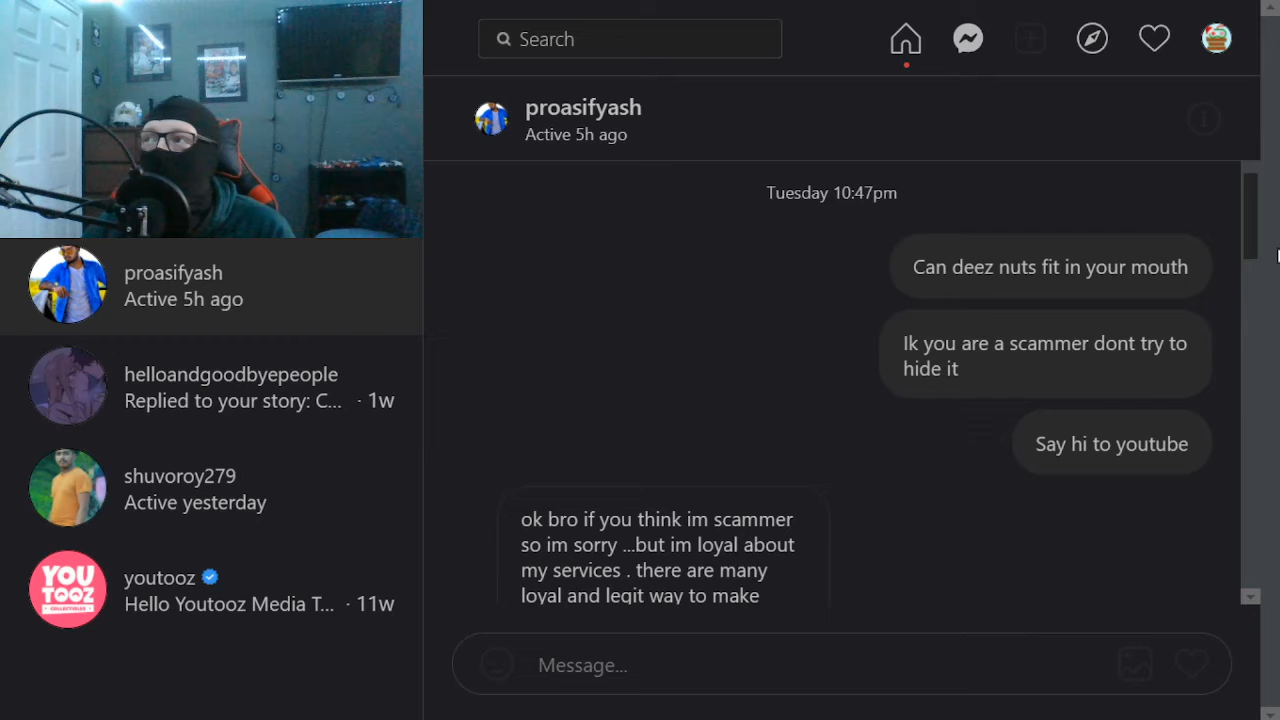 Search
proasifyash
Active 5h ago
Tuesday 10:47pm
Can deez nuts fit in your mouth
Ik you are a scammer dont try to
hide it
Say hi to youtube
ok bro if you think im scammer
so im sorry ...but im loyal about
my services . there are many
loyal and legit way to make
Message...
proasifyash
Active 5h ago
helloandgoodbyepeople
Replied to your story: C... · 1w
shuvoroy279
Active yesterday
YOU
TOOZ
COLLECTIBLES
youtooz
Hello Youtooz Media T... · 11w